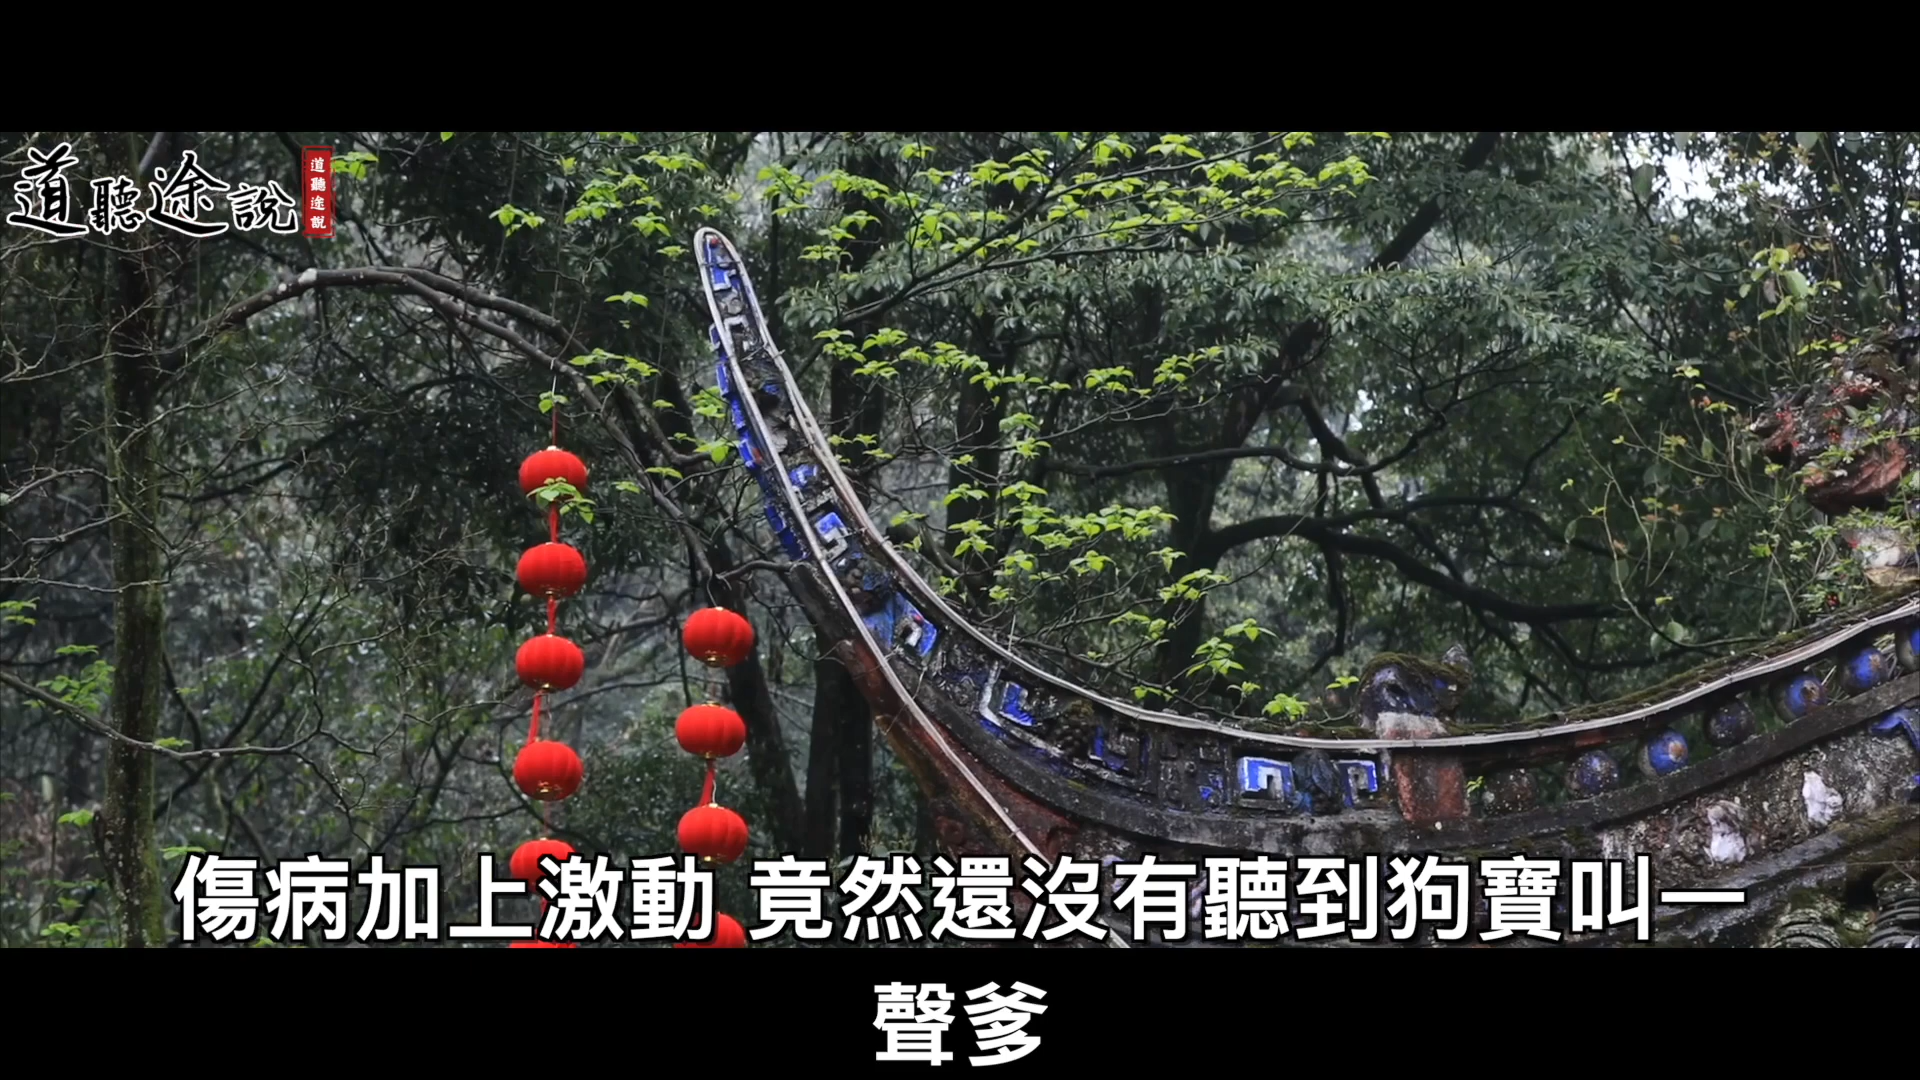 道聽途說
道聽途說
傷病加上激動 竟然還沒有聽到狗寶叫一
聲爹